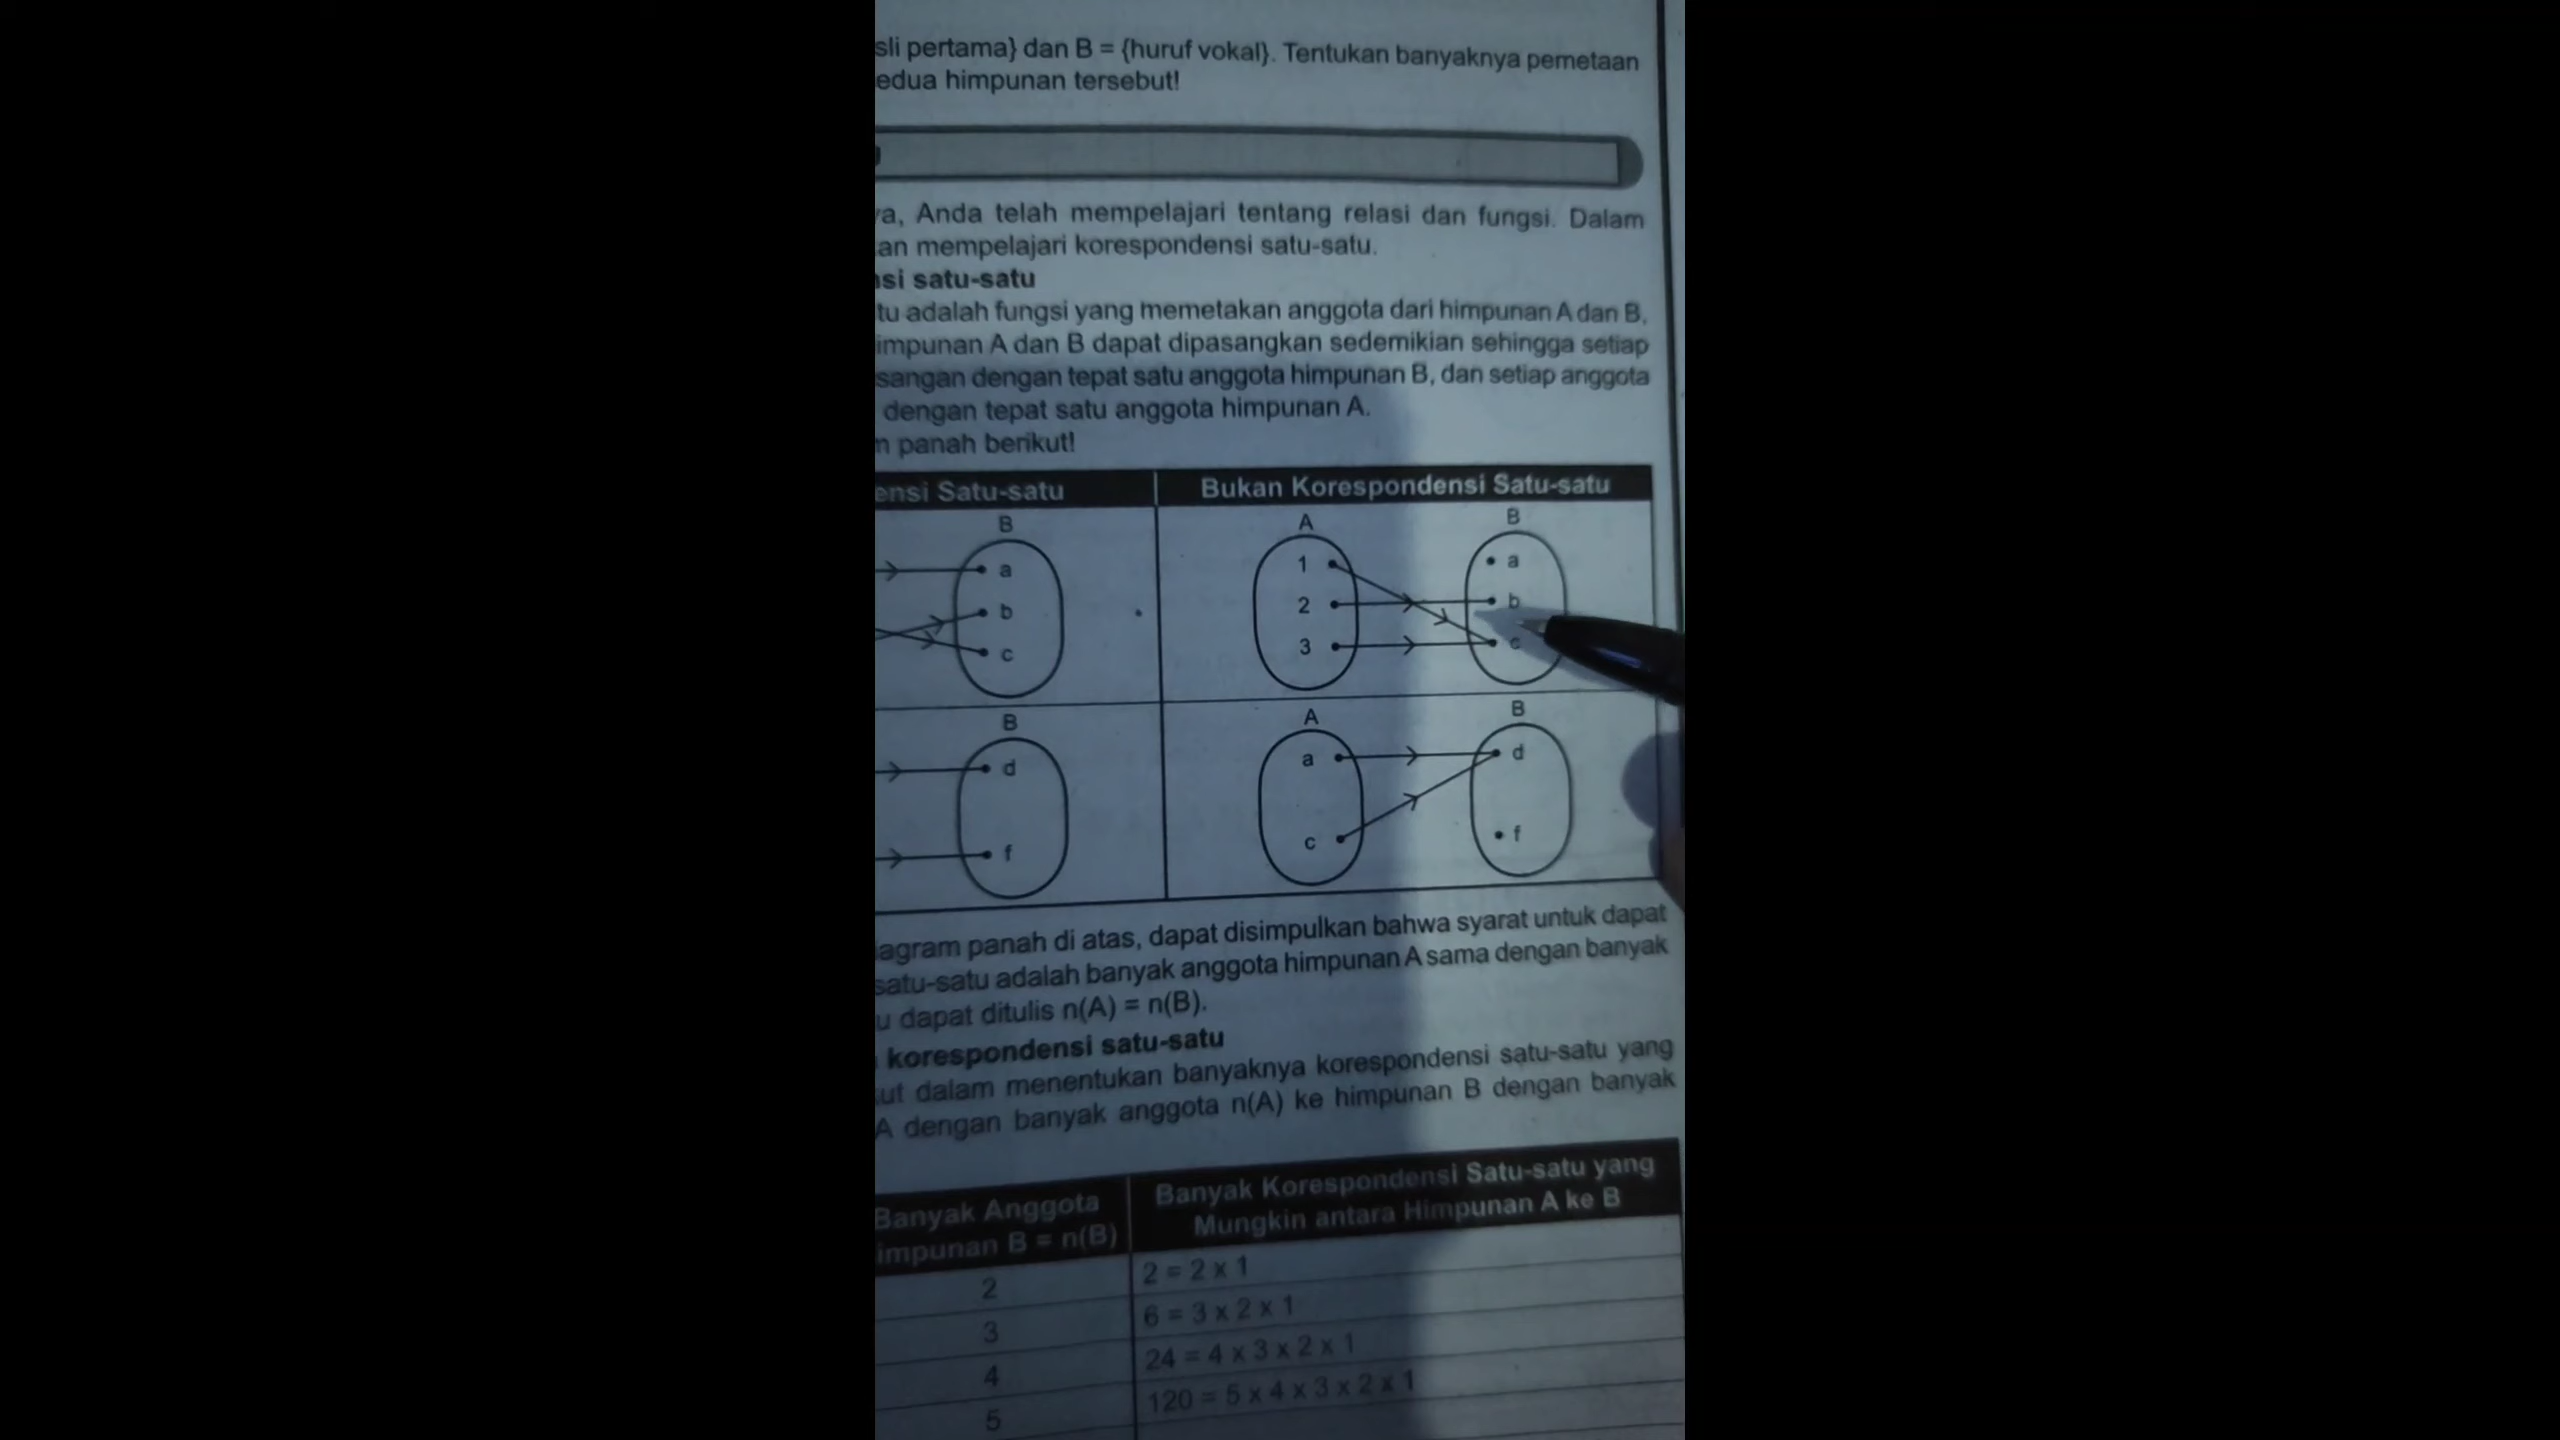 sli pertama} dan B = {huruf vokal}. Tentukan banyaknya pemetaan
edua himpunan tersebut!
a, Anda telah mempelajari tentang relasi dan fungsi. Dalam
an mempelajari korespondensi satu-satu.
si satu-satu
tu adalah fungsi yang memetakan anggota dari himpunan A dan B,
impunan A dan B dapat dipasangkan sedemikian sehingga setiap
sangan dengan tepat satu anggota himpunan B, dan setiap anggota
dengan tepat satu anggota himpunan A.
panah berikut!
ensi Satu-satu
Bukan Korespondensi Satu-satu
B
a
b
c
A
1
2
3
B
a
b
c
B
d
f
A
a
c
B
d
f
agram panah di atas, dapat disimpulkan bahwa syarat untuk dapat
satu-satu adalah banyak anggota himpunan A sama dengan banyak
u dapat ditulis n(A) = n(B).
korespondensi satu-satu
ut dalam menentukan banyaknya korespondensi satu-satu yang
A dengan banyak anggota n(A) ke himpunan B dengan banyak
Banyak Anggota
impunan B = n(B)
Banyak Korespondensi Satu-satu yang
Mungkin antara Himpunan A ke B
2
2 = 2 x 1
3
6 = 3 x 2 x 1
4
24 = 4 x 3 x 2 x 1
5
120 = 5 x 4 x 3 x 2 x 1